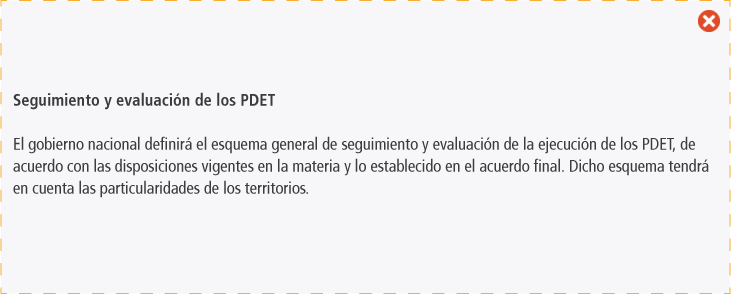 Seguimiento y evaluación de los PDET
El gobierno nacional definirá el esquema general de seguimiento y evaluación de la ejecución de los PDET, de
acuerdo con las disposiciones vigentes en la materia y lo establecido en el acuerdo final. Dicho esquema tendrá
en cuenta las particularidades de los territorios.